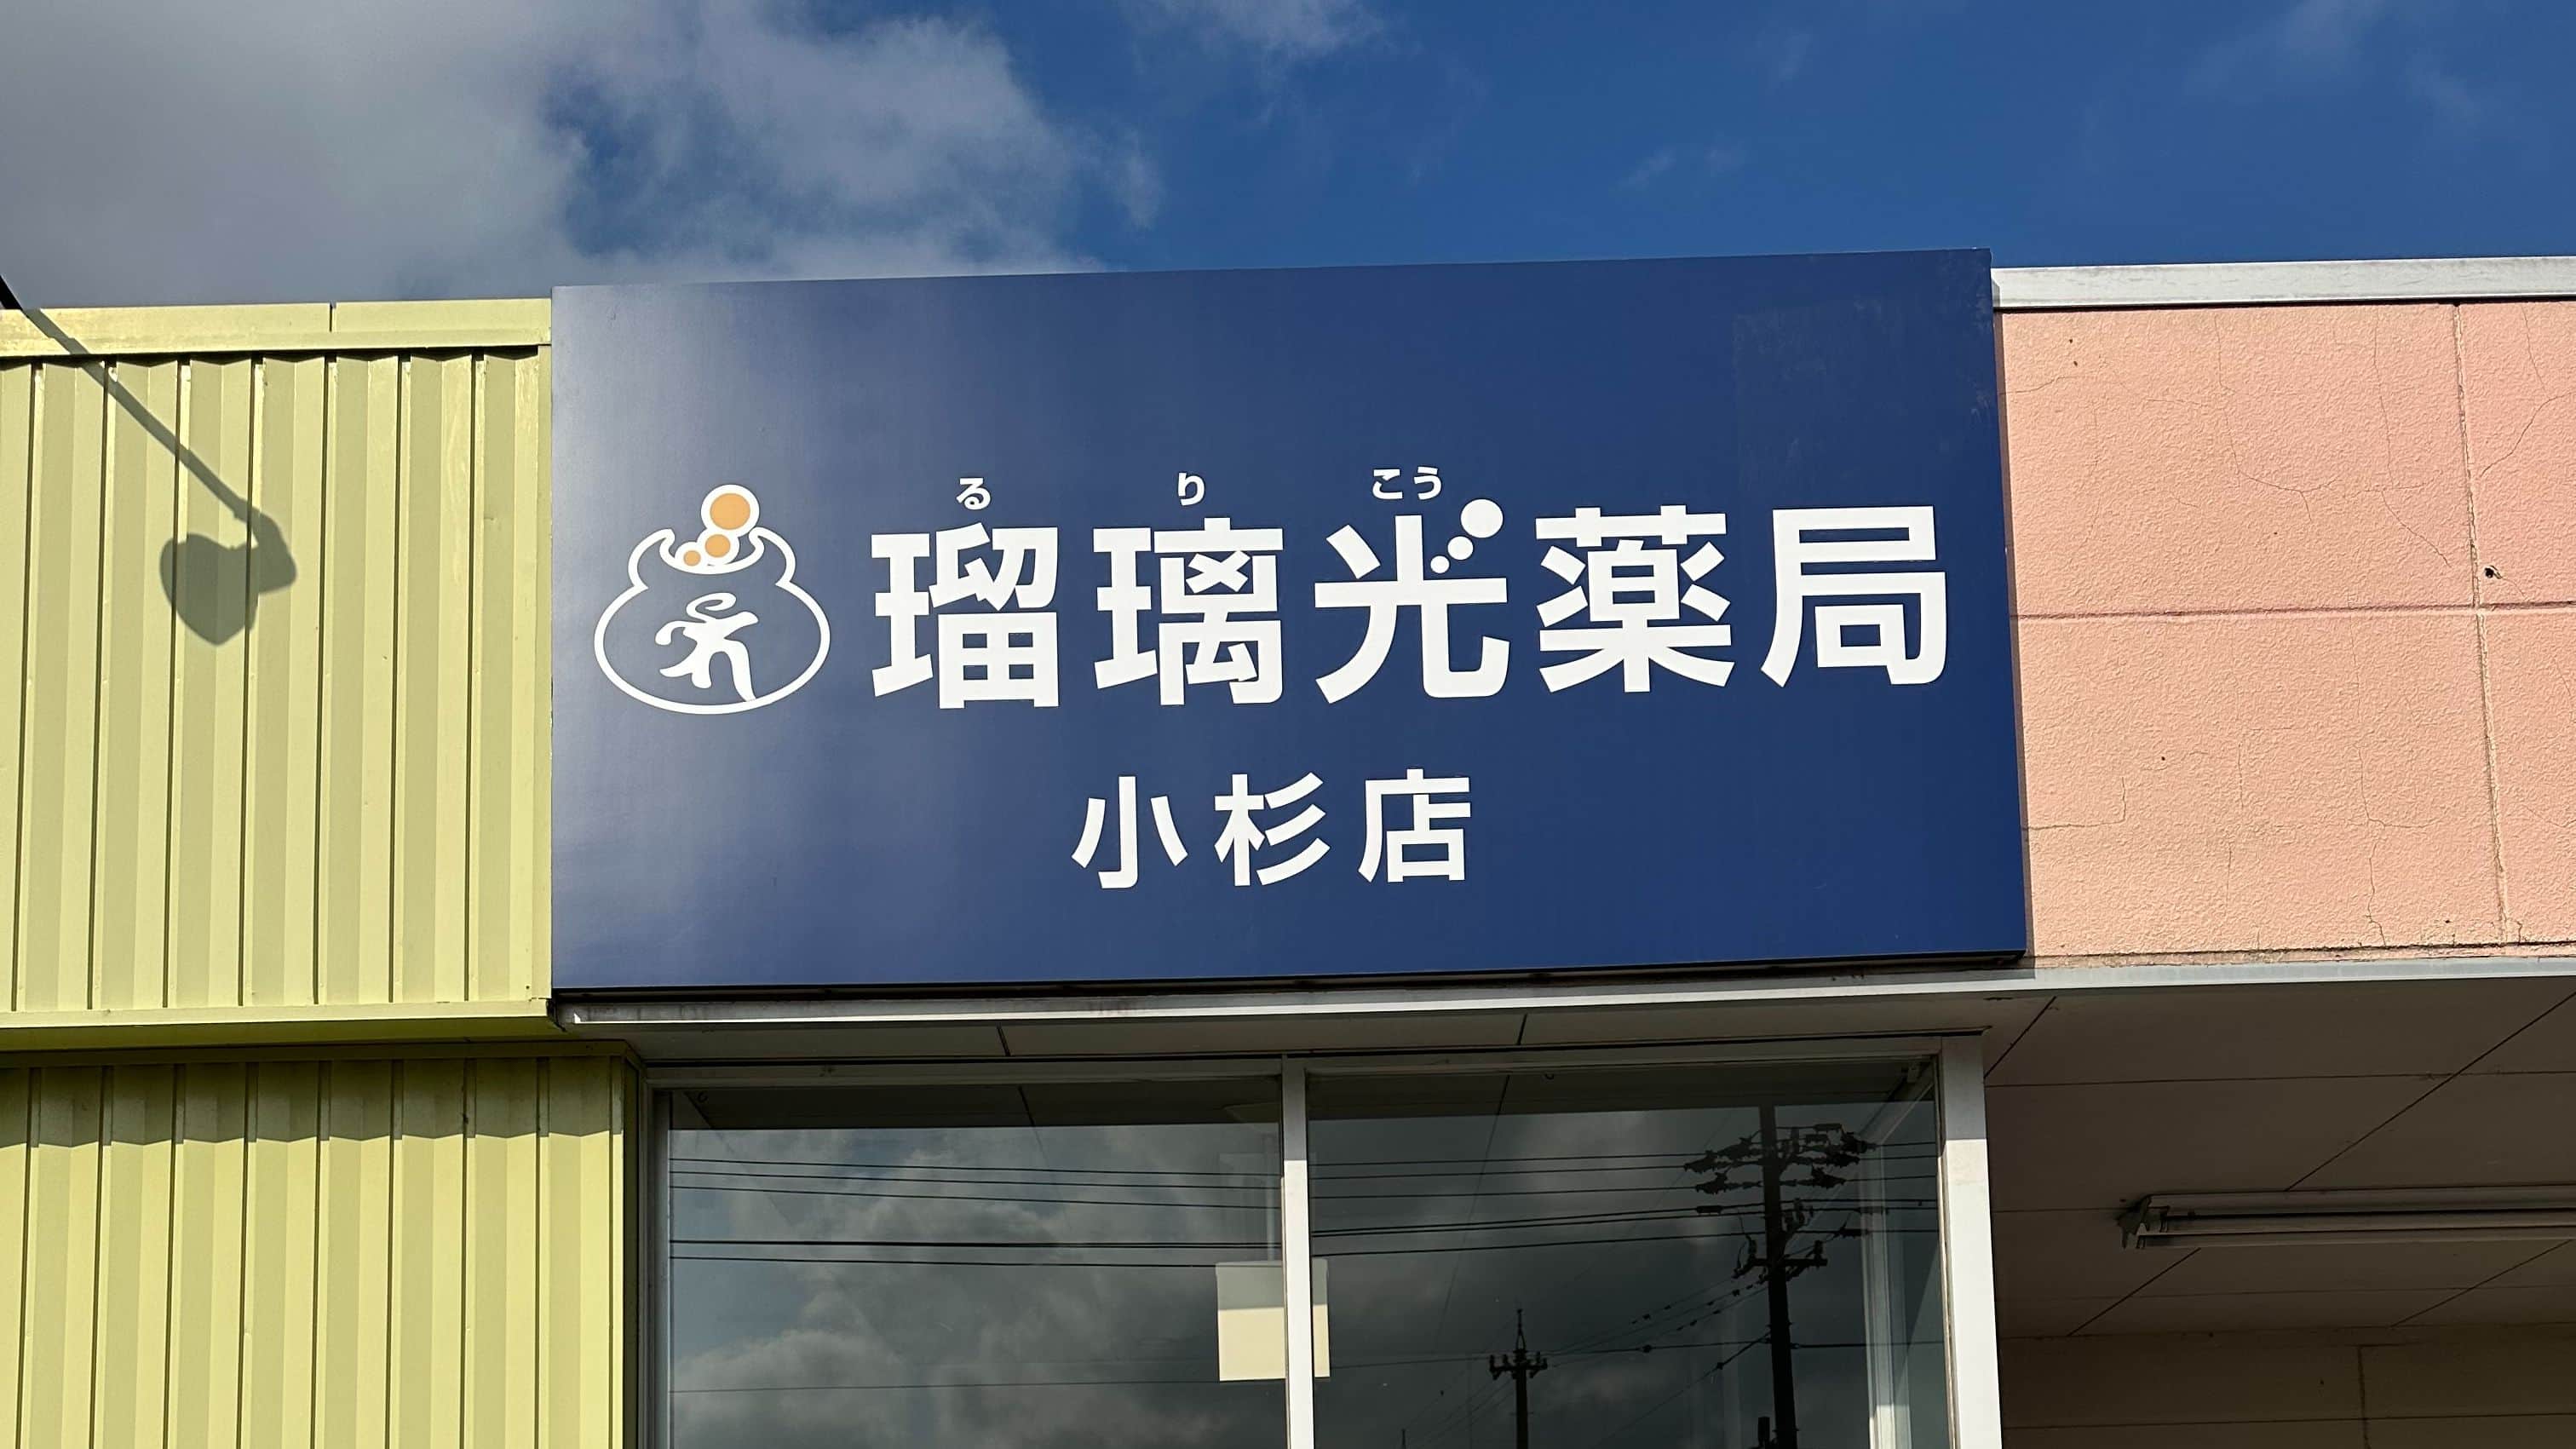 る り こう
瑠璃光薬局
小杉店